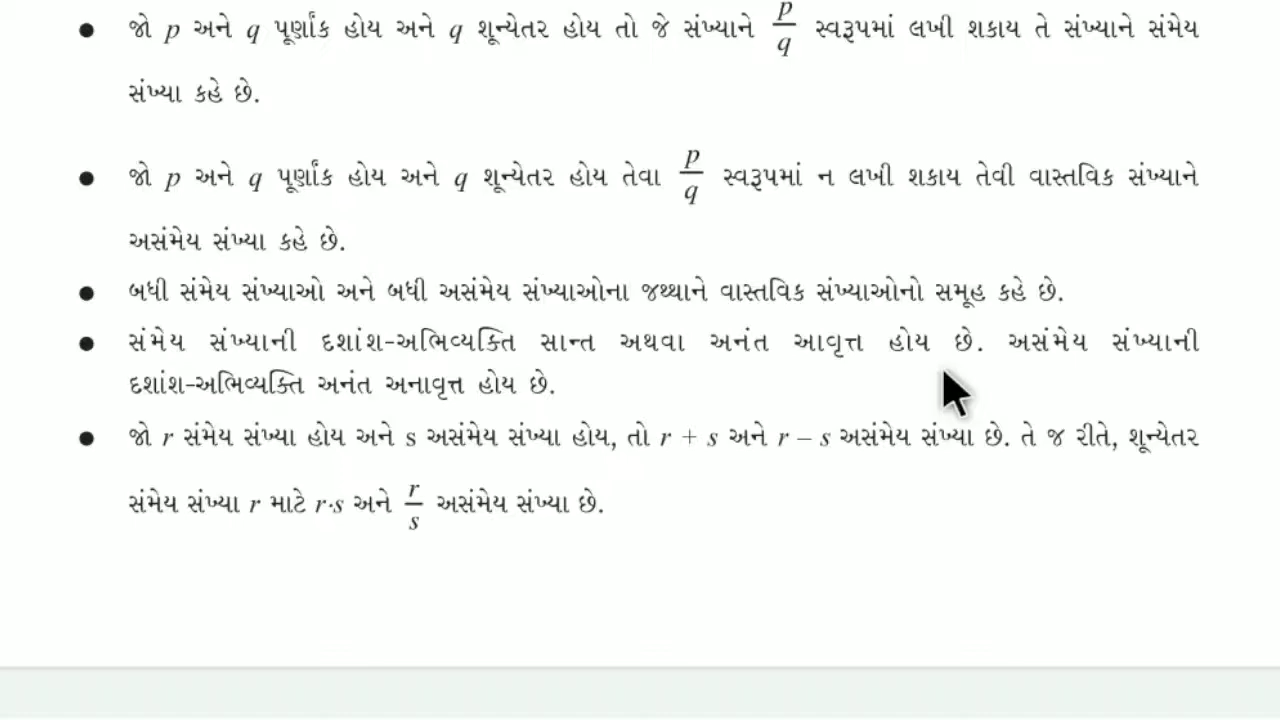 • જો p અને q પૂર્ણાંક હોય અને q શૂન્યેતર હોય તો જે સંખ્યાને p/q સ્વરૂપમાં લખી શકાય તે સંખ્યાને સંમેય
સંખ્યા કહે છે.
• જો p અને q પૂર્ણાંક હોય અને q શૂન્યેતર હોય તેવા p/q સ્વરૂપમાં ન લખી શકાય તેવી વાસ્તવિક સંખ્યાને
અસંમેય સંખ્યા કહે છે.
• બધી સંમેય સંખ્યાઓ અને બધી અસંમેય સંખ્યાઓના જથ્થાને વાસ્તવિક સંખ્યાઓનો સમૂહ કહે છે.
• સંમેય સંખ્યાની દશાંશ-અભિવ્યક્તિ સાન્ત અથવા અનંત આવૃત્ત હોય છે. અસંમેય સંખ્યાની
દશાંશ-અભિવ્યક્તિ અનંત અનાવૃત્ત હોય છે.
• જો r સંમેય સંખ્યા હોય અને s અસંમેય સંખ્યા હોય, તો r + s અને r – s અસંમેય સંખ્યા છે. તે જ રીતે, શૂન્યેતર
સંમેય સંખ્યા r માટે r·s અને r/s અસંમેય સંખ્યા છે.